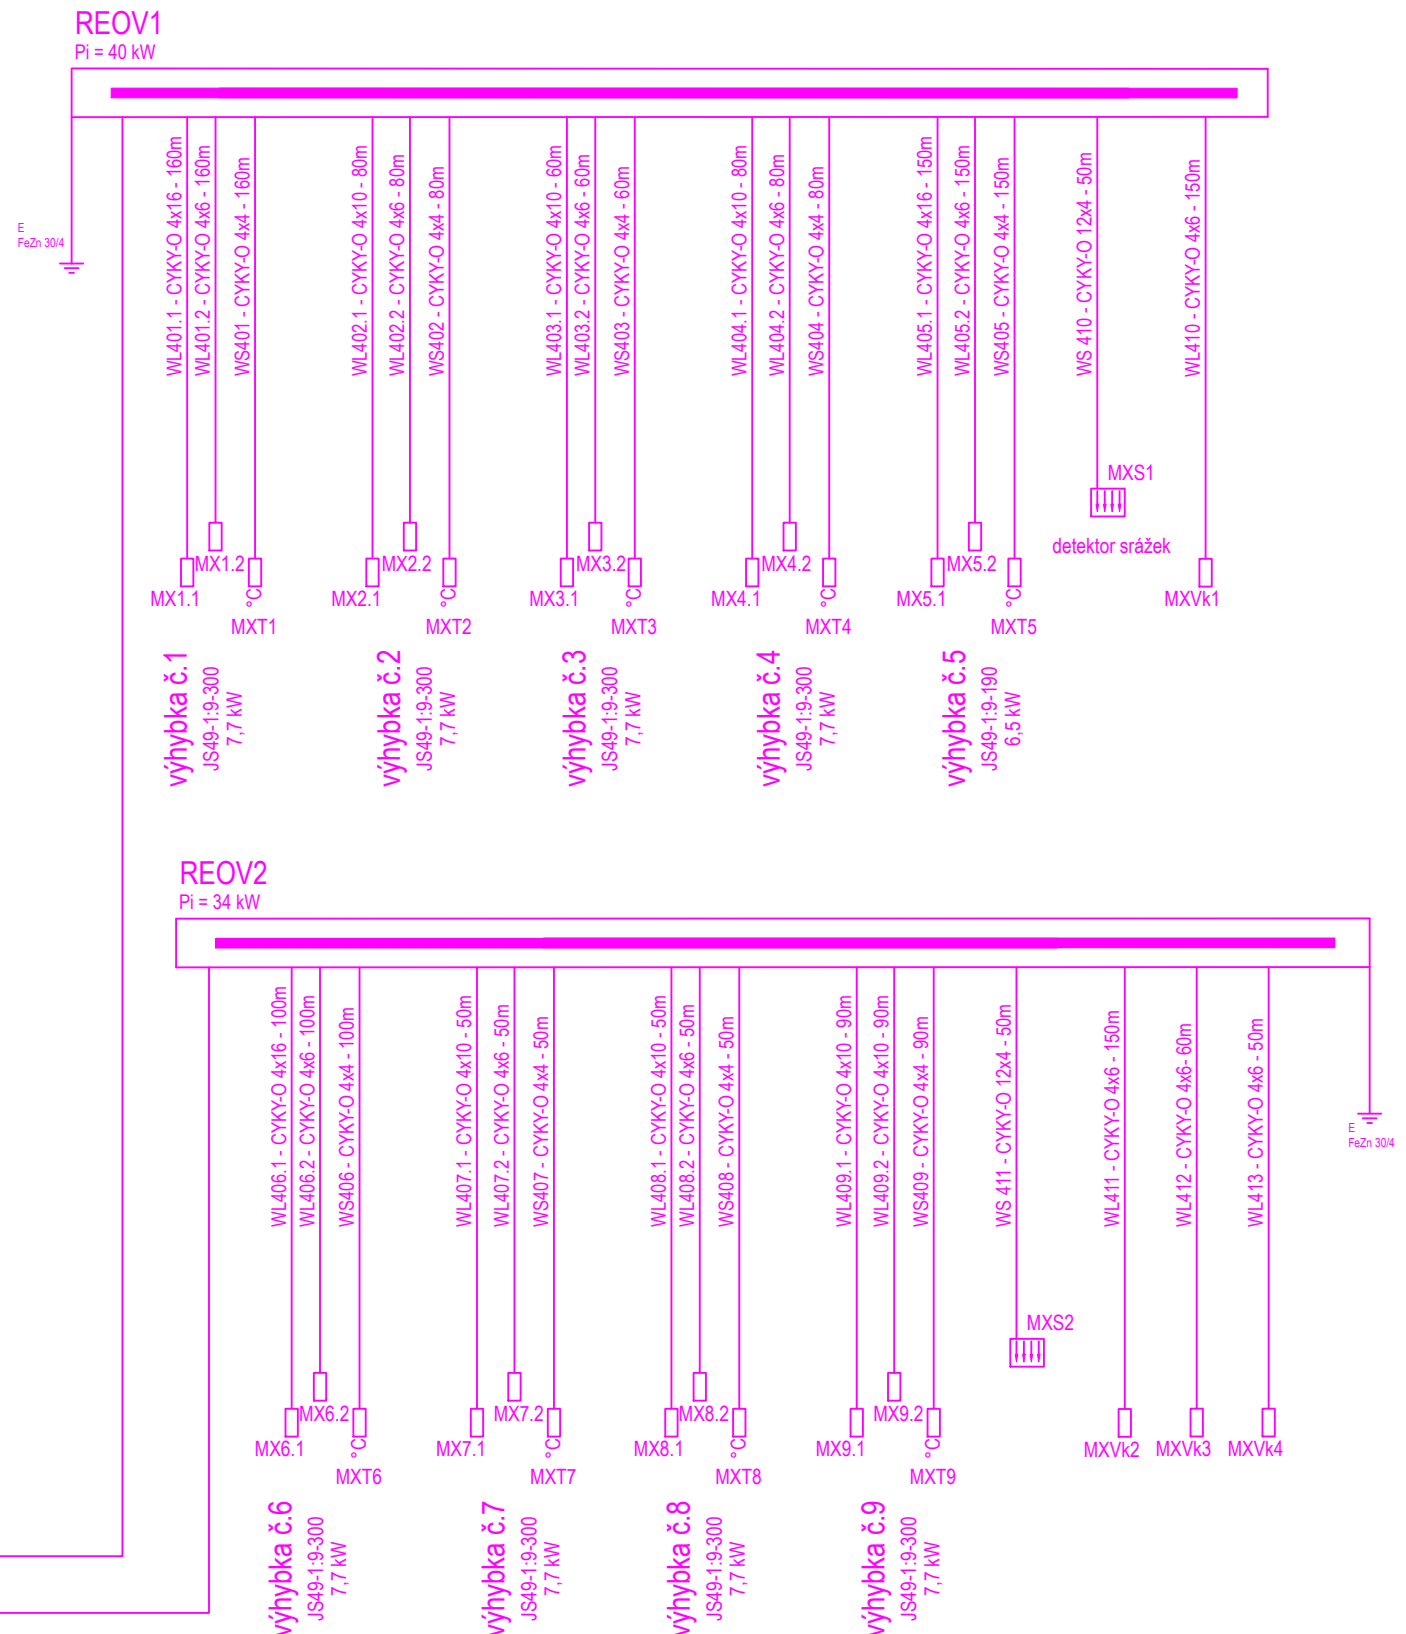 REOV1
Pi = 40 kW
E
FeZn 30/4
WL401.1 - CYKY-O 4x16 - 160m
WL401.2 - CYKY-O 4x6 - 160m
WS401 - CYKY-O 4x4 - 160m
WL402.1 - CYKY-O 4x10 - 80m
WL402.2 - CYKY-O 4x6 - 80m
WS402 - CYKY-O 4x4 - 80m
WL403.1 - CYKY-O 4x10 - 60m
WL403.2 - CYKY-O 4x6 - 60m
WS403 - CYKY-O 4x4 - 60m
WL404.1 - CYKY-O 4x10 - 80m
WL404.2 - CYKY-O 4x6 - 80m
WS404 - CYKY-O 4x4 - 80m
WL405.1 - CYKY-O 4x16 - 150m
WL405.2 - CYKY-O 4x6 - 150m
WS405 - CYKY-O 4x4 - 150m
WS 410 - CYKY-O 12x4 - 50m
WL410 - CYKY-O 4x6 - 150m
MXS1
detektor srážek
MX1.1
MX1.2
°C
MXT1
MX2.1
MX2.2
°C
MXT2
MX3.1
MX3.2
°C
MXT3
MX4.1
MX4.2
°C
MXT4
MX5.1
MX5.2
°C
MXT5
MXVk1
výhybka č.1
JS49-1:9-300
7,7 kW
výhybka č.2
JS49-1:9-300
7,7 kW
výhybka č.3
JS49-1:9-300
7,7 kW
výhybka č.4
JS49-1:9-300
7,7 kW
výhybka č.5
JS49-1:9-190
6,5 kW
REOV2
Pi = 34 kW
WL406.1 - CYKY-O 4x16 - 100m
WL406.2 - CYKY-O 4x6 - 100m
WS406 - CYKY-O 4x4 - 100m
WL407.1 - CYKY-O 4x10 - 50m
WL407.2 - CYKY-O 4x6 - 50m
WS407 - CYKY-O 4x4 - 50m
WL408.1 - CYKY-O 4x10 - 50m
WL408.2 - CYKY-O 4x6 - 50m
WS408 - CYKY-O 4x4 - 50m
WL409.1 - CYKY-O 4x10 - 90m
WL409.2 - CYKY-O 4x10 - 90m
WS409 - CYKY-O 4x4 - 90m
WS 411 - CYKY-O 12x4 - 50m
WL411 - CYKY-O 4x6 - 150m
WL412 - CYKY-O 4x6- 60m
WL413 - CYKY-O 4x6 - 50m
E
FeZn 30/4
MXS2
MX6.1
MX6.2
°C
MXT6
MX7.1
MX7.2
°C
MXT7
MX8.1
MX8.2
°C
MXT8
MX9.1
MX9.2
°C
MXT9
MXVk2
MXVk3
MXVk4
výhybka č.6
JS49-1:9-300
7,7 kW
výhybka č.7
JS49-1:9-300
7,7 kW
výhybka č.8
JS49-1:9-300
7,7 kW
výhybka č.9
JS49-1:9-300
7,7 kW